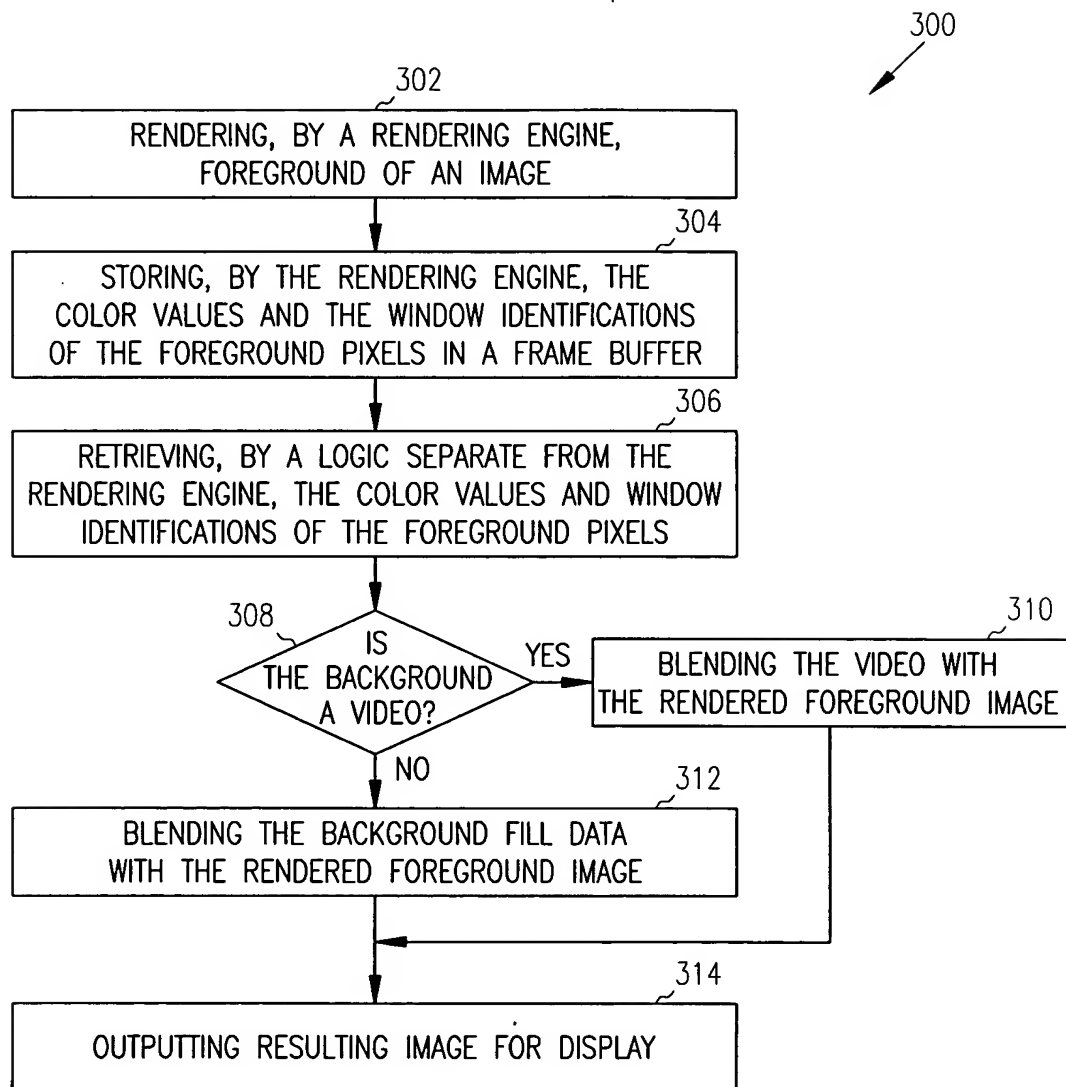 300
302
RENDERING, BY A RENDERING ENGINE,
FOREGROUND OF AN IMAGE
304
STORING, BY THE RENDERING ENGINE, THE
COLOR VALUES AND THE WINDOW IDENTIFICATIONS
OF THE FOREGROUND PIXELS IN A FRAME BUFFER
306
RETRIEVING, BY A LOGIC SEPARATE FROM THE
RENDERING ENGINE, THE COLOR VALUES AND WINDOW
IDENTIFICATIONS OF THE FOREGROUND PIXELS
308
IS
THE BACKGROUND
A VIDEO?
YES
310
BLENDING THE VIDEO WITH
THE RENDERED FOREGROUND IMAGE
NO
312
BLENDING THE BACKGROUND FILL DATA
WITH THE RENDERED FOREGROUND IMAGE
314
OUTPUTTING RESULTING IMAGE FOR DISPLAY